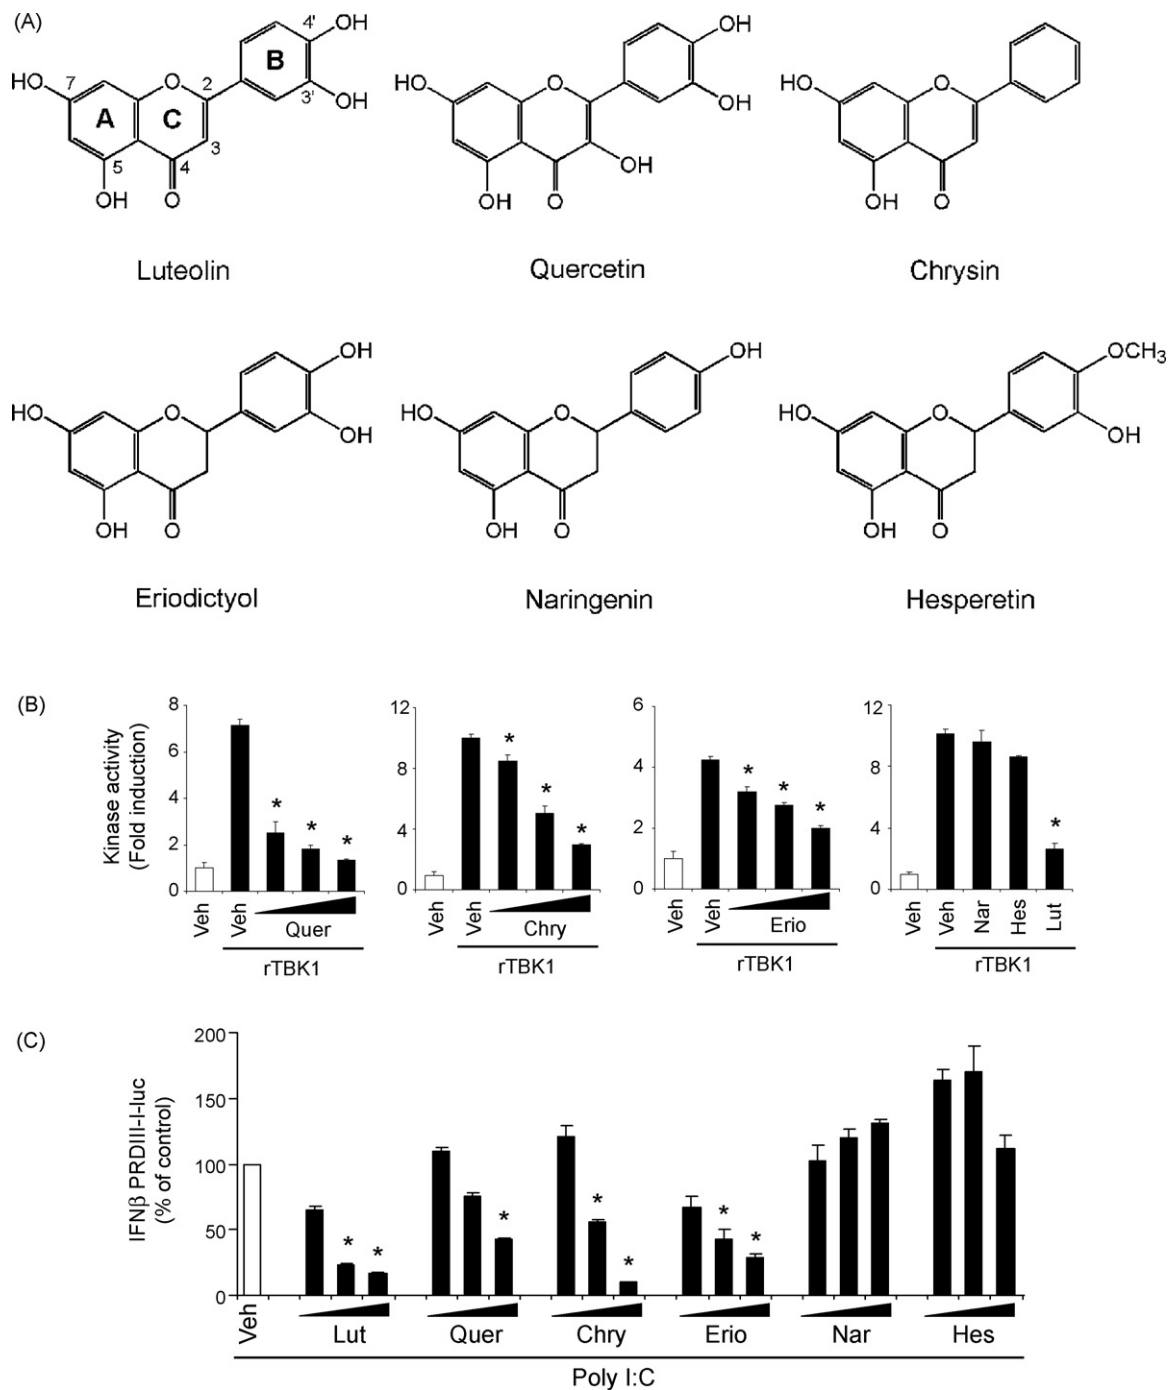 (A)
4'
OH
3'
OH
B
HO
7
O
2
A
C
3
5
4
OH
O
Luteolin
OH
OH
HO
O
OH
OH
O
Quercetin
HO
O
OH
O
Chrysin
OH
OH
HO
O
OH
O
Eriodictyol
OH
HO
O
OH
O
Naringenin
OCH3
OH
HO
O
OH
O
Hesperetin
(B)
Kinase activity
(Fold induction)
8
6
4
2
0
* * *
Veh Veh Quer
rTBK1
12
8
4
0
* * *
Veh Veh Chry
rTBK1
6
4
2
0
* * *
Veh Veh Erio
rTBK1
12
8
4
0
*
Veh Veh Nar Hes Lut
rTBK1
(C)
IFNβ PRDIII-I-luc
(% of control)
200
150
100
50
0
* * * * * * *
Veh Lut Quer Chry Erio Nar Hes
Poly I:C